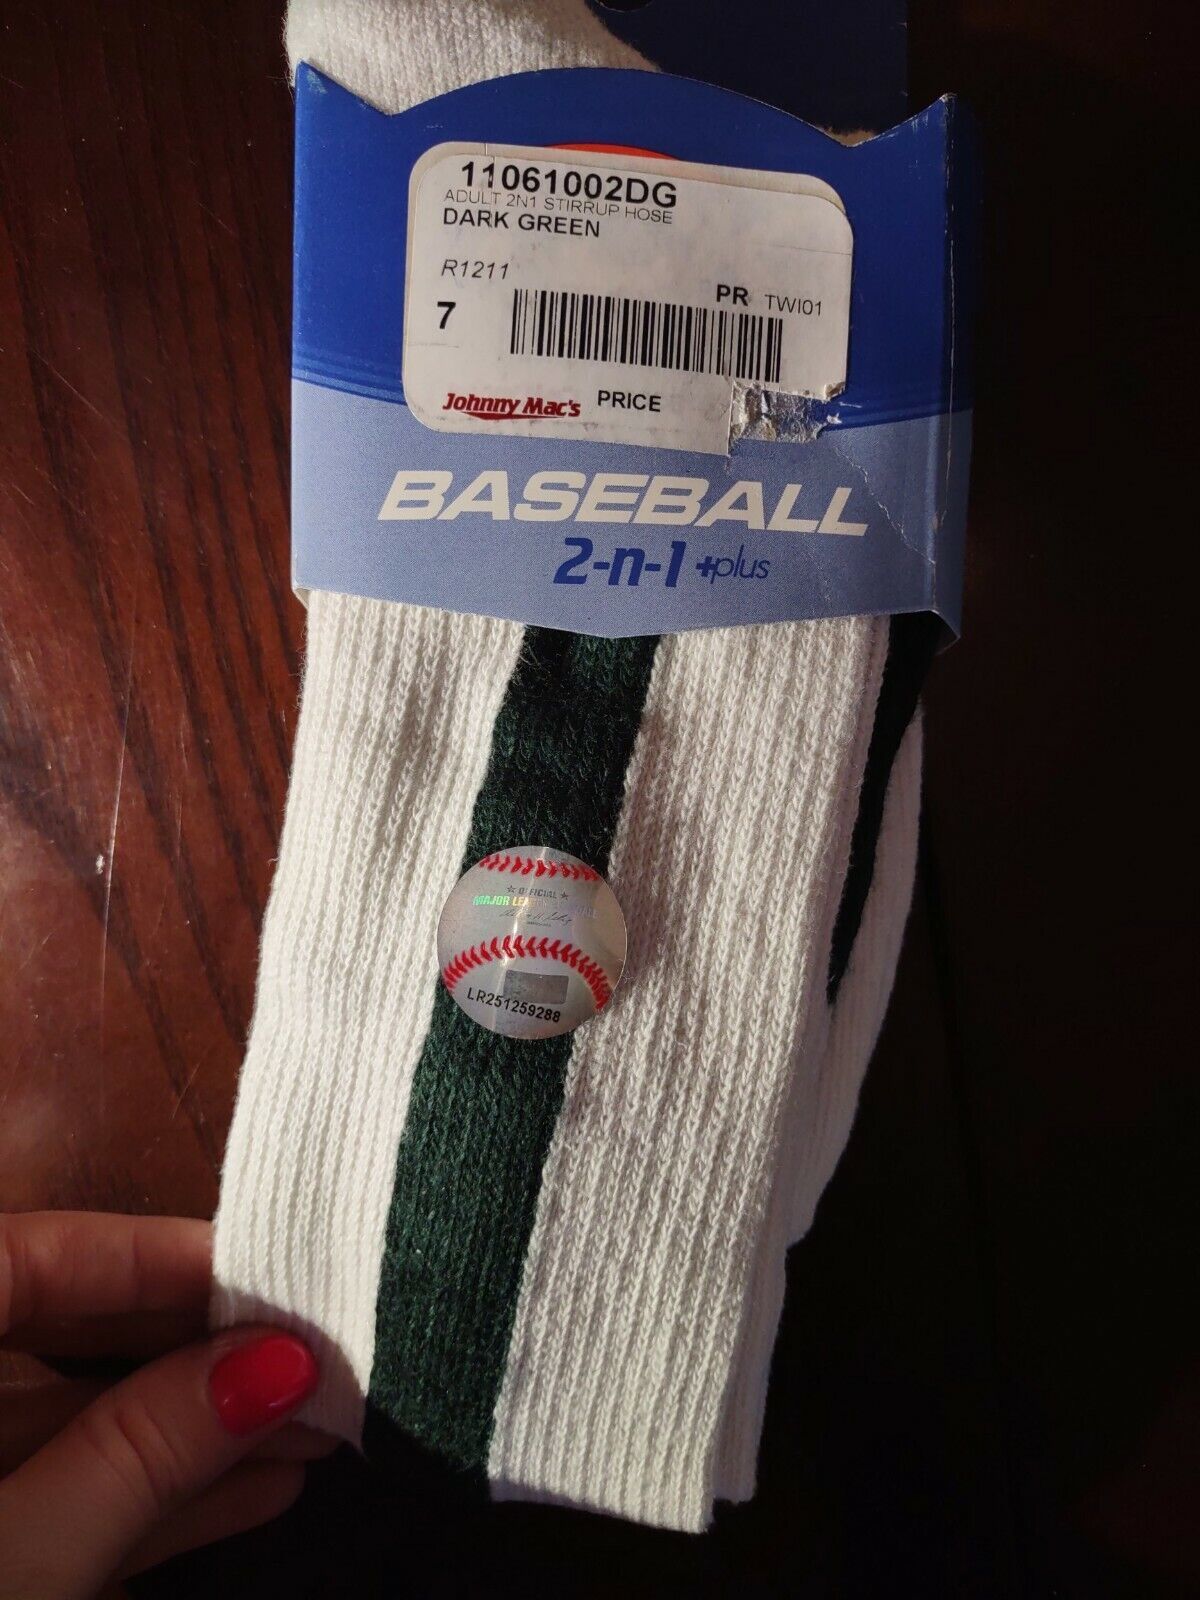 11061002DG
ADULT 2N1 STIRRUP HOSE
DARK GREEN
R1211
PR TWI01
7
Johnny Mac's PRICE
BASEBALL
2-n-1 +plus
OFFICIAL
MAJOR LEAGUE BASEBALL
LR251259288